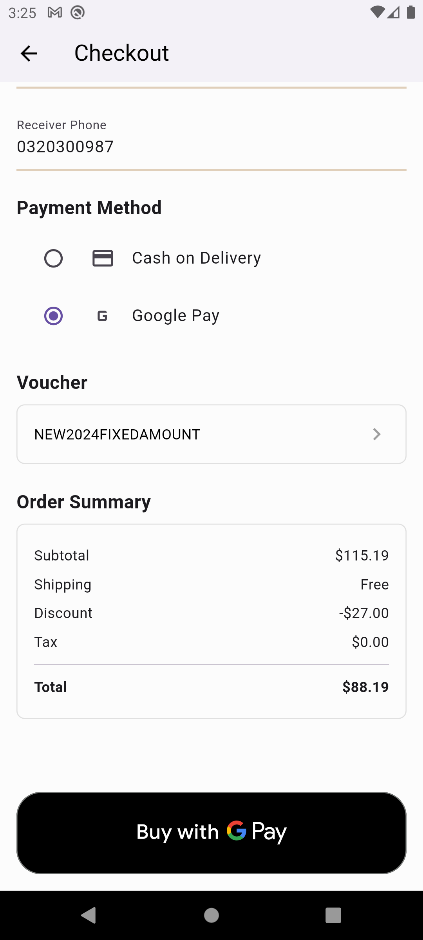 3:25
Checkout
Receiver Phone
0320300987
Payment Method
Cash on Delivery
G Google Pay
Voucher
NEW2024FIXEDAMOUNT
Order Summary
Subtotal $115.19
Shipping Free
Discount -$27.00
Tax $0.00
Total $88.19
Buy with G Pay